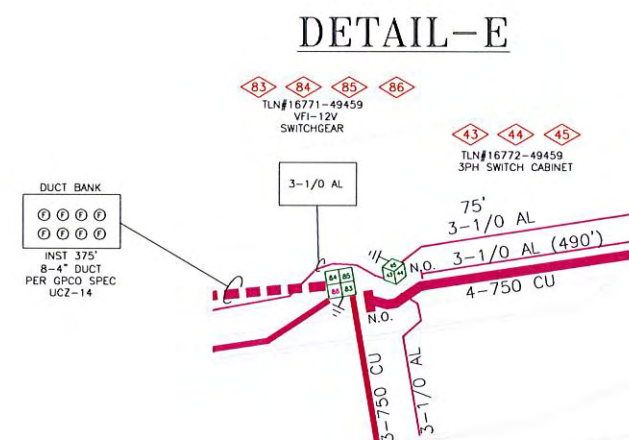 DETAIL-E
83 84 85 86
TLN#16771-49459
VFI-12V
SWITCHGEAR
43 44 45
TLN#16772-49459
3PH SWITCH CABINET
3-1/0 AL
DUCT BANK
F F F F
F F F F
INST 375'
8-4" DUCT
PER GPCO SPEC
UCZ-14
75'
3-1/0 AL
3-1/0 AL (490')
4-750 CU
N.O.
45
43 44
84 85
86 83
N.O.
3-750 CU
3-1/0 AL